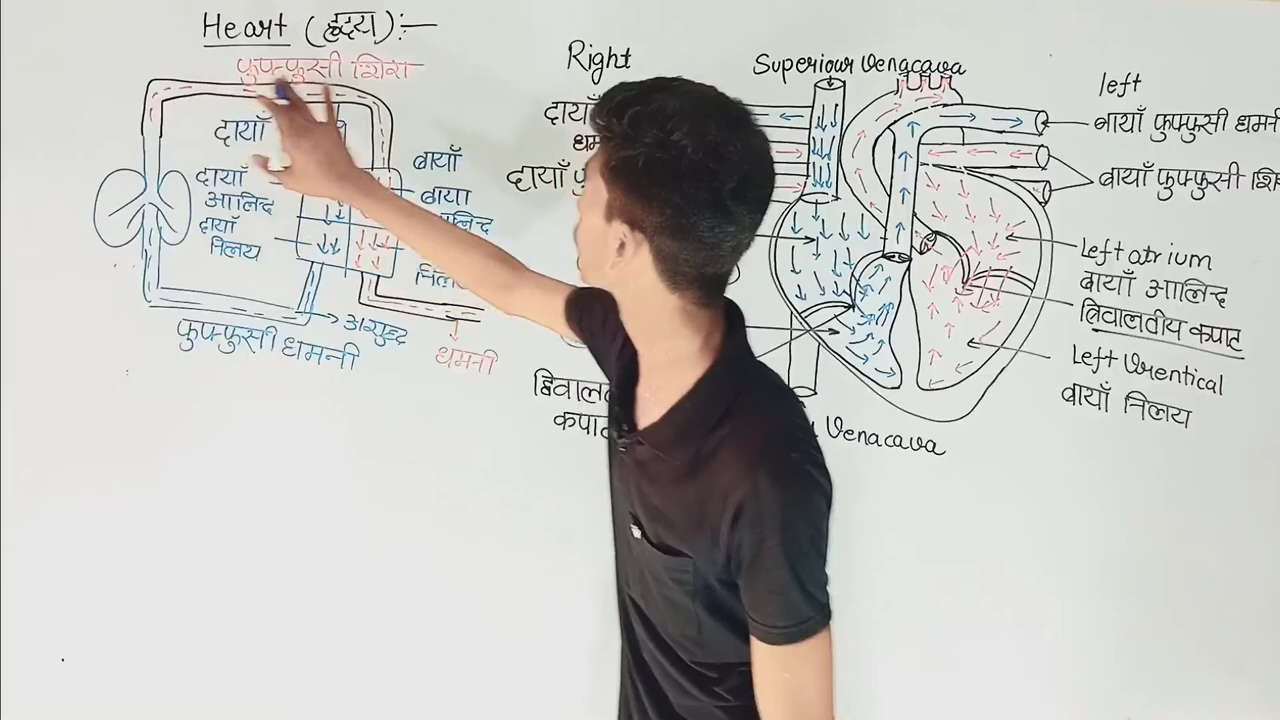 Heart (हृदय):-
फुफ्फुसी शिरा
दायाँ
बायाँ
दायाँ
आलिन्द
बाया
दायाँ
निलय
अशुद्ध
फुफ्फुसी धमनी
धमनी
Right
Superiour Venacava
left
दायाँ
बायाँ फुफ्फुसी धमनी
दायाँ
बायाँ फुफ्फुसी
Left atrium
बायाँ आलिन्द
त्रिवालवीय कपाट
Left Ventical
बायाँ निलय
कपाट
Venacava